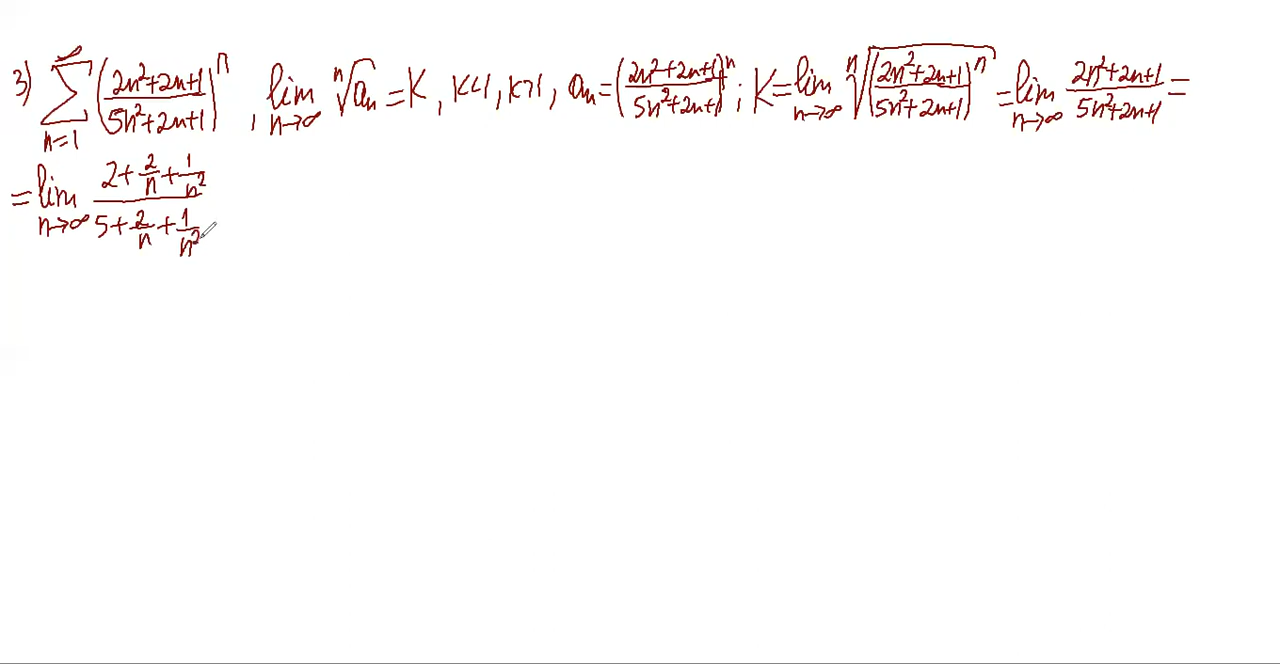 3) ∑_{n=1}^{∞} ((2n²+2n+1)/(5n²+2n+1))^n , lim_{n→∞} ⁿ√aₙ = K, K<1, K>1, aₙ = ((2n²+2n+1)/(5n²+2n+1))^n ; K = lim_{n→∞} ⁿ√(((2n²+2n+1)/(5n²+2n+1))^n) = lim_{n→∞} (2n²+2n+1)/(5n²+2n+1) =
= lim_{n→∞} (2+2/n+1/n²)/(5+2/n+1/n²)